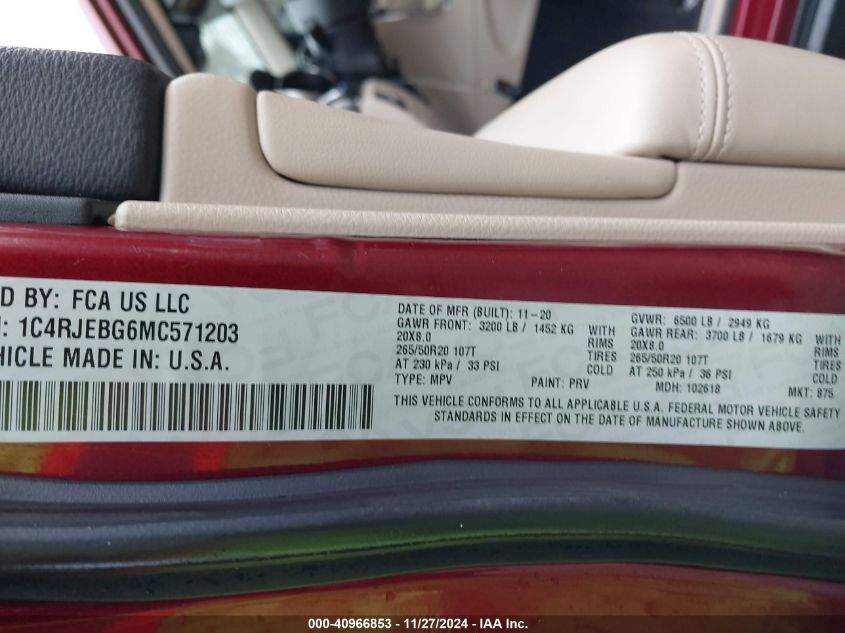 D BY: FCA US LLC
: 1C4RJEBG6MC571203
HICLE MADE IN: U.S.A.
DATE OF MFR (BUILT): 11-20
GAWR FRONT: 3200 LB / 1452 KG WITH
20X8.0 RIMS
265/50R20 107T TIRES
AT 230 kPa / 33 PSI COLD
TYPE: MPV PAINT: PRV
GVWR: 6500 LB / 2949 KG
GAWR REAR: 3700 LB / 1679 KG WITH
20X8.0 RIMS
265/50R20 107T TIRES
AT 250 kPa / 36 PSI COLD
MDH: 102618 MKT: 875
THIS VEHICLE CONFORMS TO ALL APPLICABLE U.S.A. FEDERAL MOTOR VEHICLE SAFETY
STANDARDS IN EFFECT ON THE DATE OF MANUFACTURE SHOWN ABOVE.
000-40966853 - 11/27/2024 - IAA Inc.